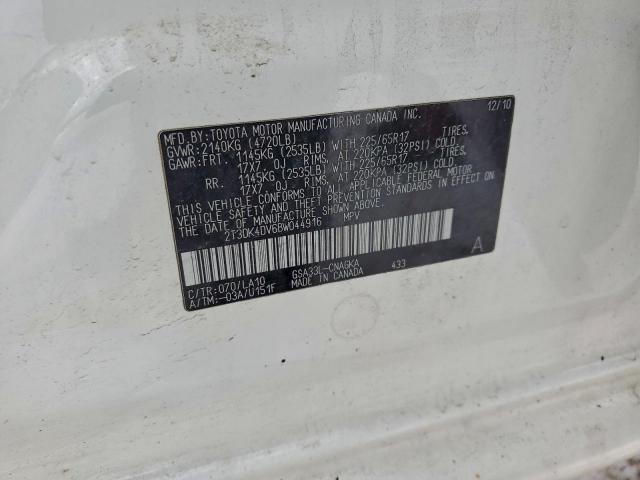 MFD.BY:TOYOTA MOTOR MANUFACTURING CANADA INC. 12/10
GVWR:2140KG (4720LB)
GAWR:FRT. 1145KG (2535LB) WITH 225/65R17 TIRES,
17X7 OJ RIMS, AT 220KPA (32PSI) COLD.
RR. 1145KG (2535LB) WITH 225/65R17 TIRES,
17X7 OJ RIMS, AT 220KPA (32PSI) COLD.
THIS VEHICLE CONFORMS TO ALL APPLICABLE FEDERAL MOTOR
VEHICLE SAFETY AND THEFT PREVENTION STANDARDS IN EFFECT ON
THE DATE OF MANUFACTURE SHOWN ABOVE.
2T3DK4DV6BW044916 MPV
A
C/TR:070/LA10 GSA33L-CNAGKA 433
A/TM:-03A/U151F MADE IN CANADA